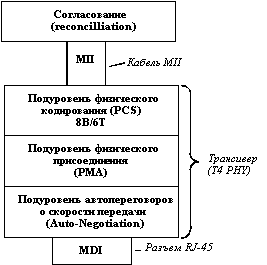 Согласование
(reconcilliation)
MII
Кабель MII
Подуровень физического
кодирования (PCS)
8B/6T
Подуровень физического
присоединения
(PMA)
Трансивер
(T4 PHY)
Подуровень автопереговоров
о скорости передачи
(Auto-Negotiation)
MDI
Разъем RJ-45